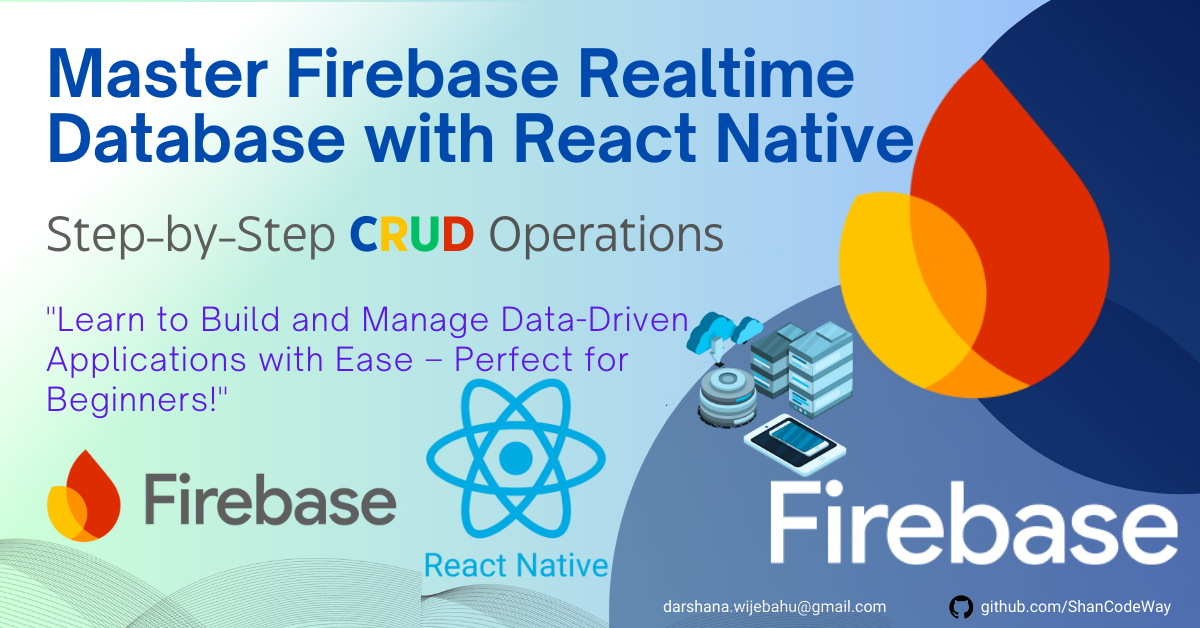 Master Firebase Realtime
Database with React Native
Step-by-Step CRUD Operations
"Learn to Build and Manage Data-Driven
Applications with Ease – Perfect for
Beginners!"
Firebase
React Native
Firebase
darshana.wijebahu@gmail.com
github.com/ShanCodeWay